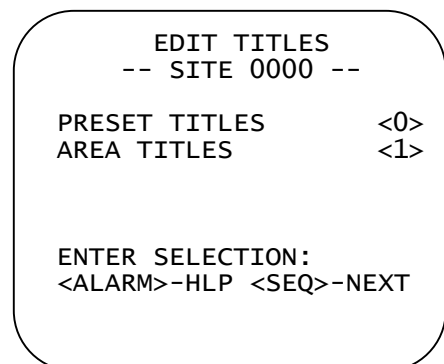 EDIT TITLES
-- SITE 0000 --
PRESET TITLES <0>
AREA TITLES <1>
ENTER SELECTION:
<ALARM>-HLP <SEQ>-NEXT